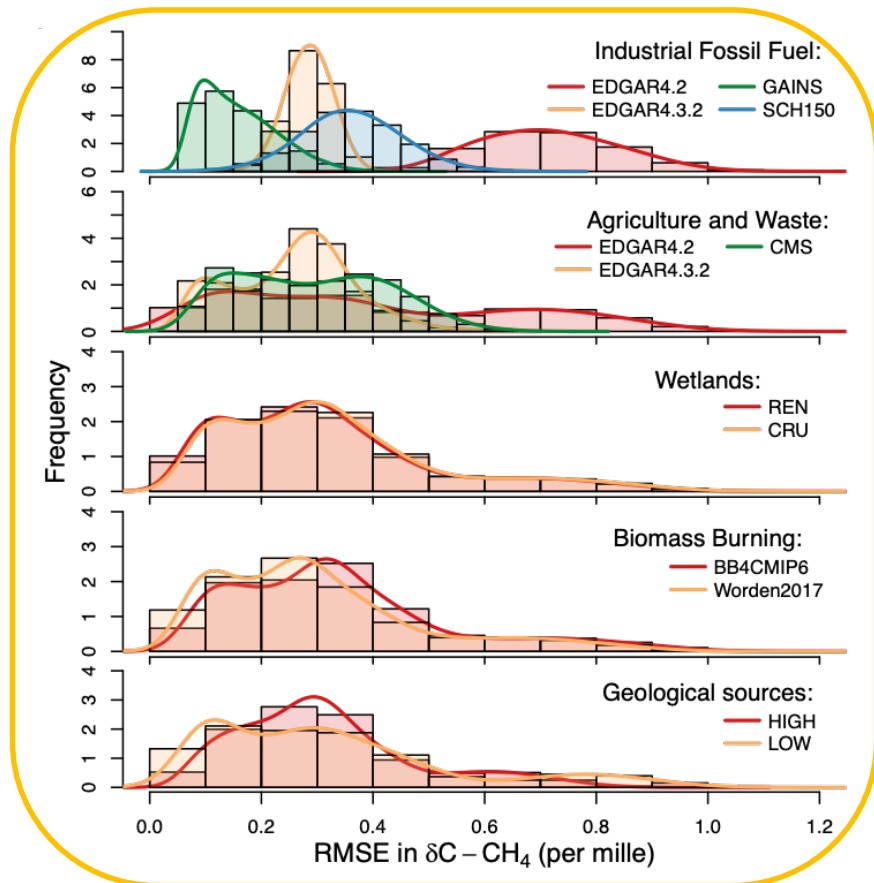 Industrial Fossil Fuel:
EDGAR4.2 GAINS
EDGAR4.3.2 SCH150
0 2 4 6 8
Agriculture and Waste:
EDGAR4.2 CMS
EDGAR4.3.2
0 2 4 6
Wetlands:
REN
CRU
0 1 2 3 4
Frequency
Biomass Burning:
BB4CMIP6
Worden2017
0 1 2 3 4
Geological sources:
HIGH
LOW
0 1 2 3 4
0.0 0.2 0.4 0.6 0.8 1.0 1.2
RMSE in δC – CH₄ (per mille)